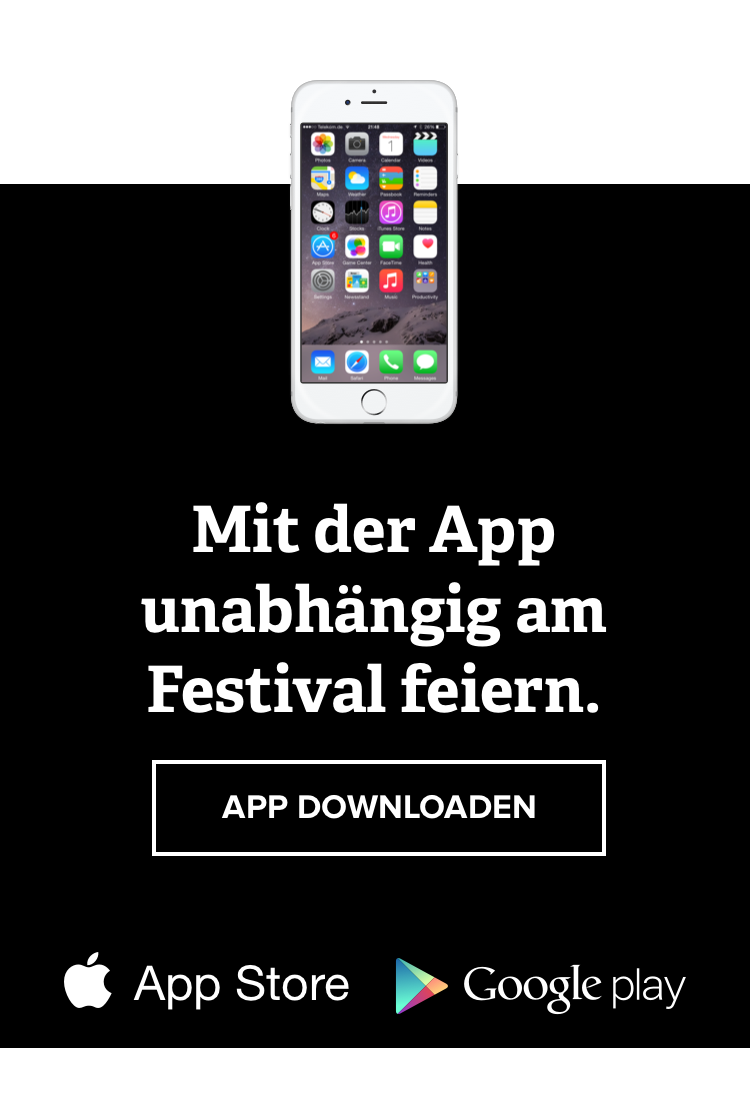 Telekom.de 21:48 26%
Photos Camera Calendar Videos
Maps Weather Passbook Reminders
Clock Stocks iTunes Store Notes
App Store Game Center FaceTime Health
Settings Newsstand Music Productivity
Mail Safari Phone Messages
Mit der App
unabhängig am
Festival feiern.
APP DOWNLOADEN
App Store Google play